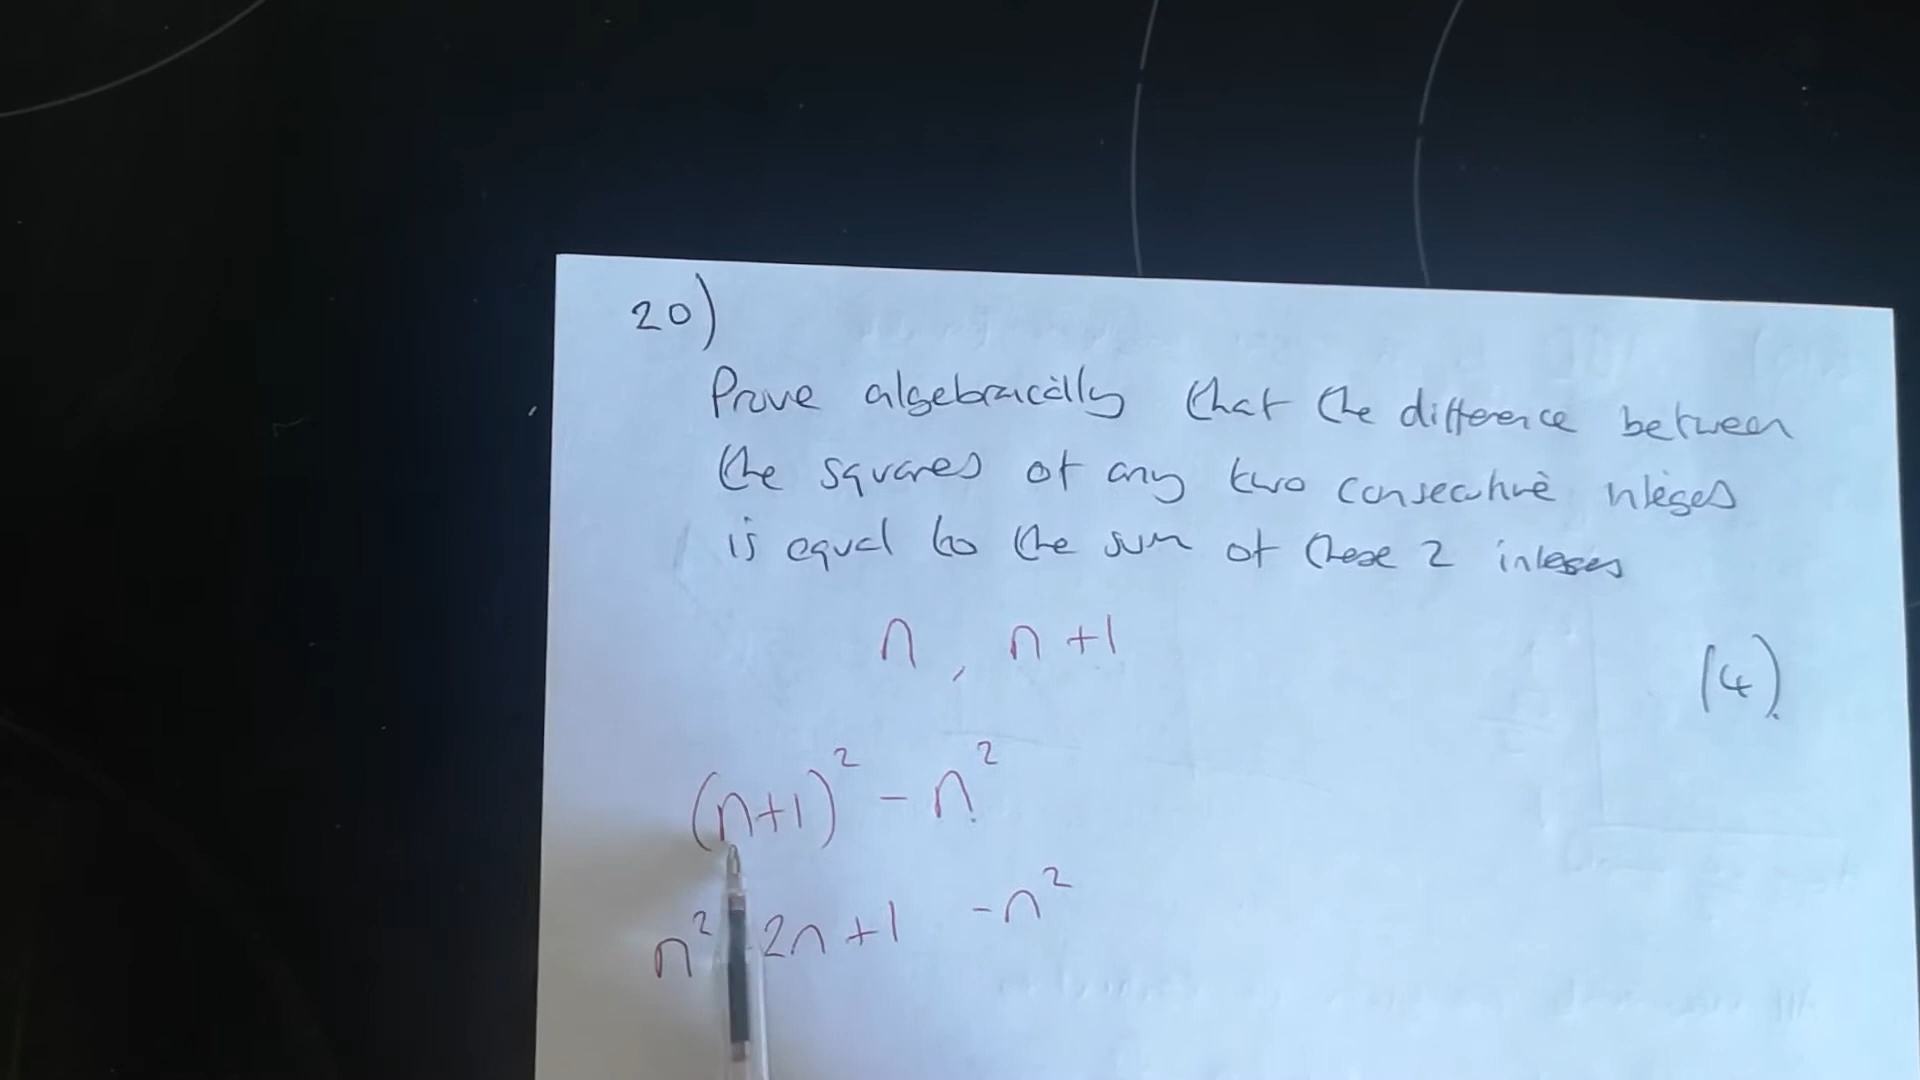 20)
Prove algebraically that the difference between
the squares of any two consecutive integers
is equal to the sum of these 2 integers
n , n+1
(4)
(n+1)² - n²
n² 2n+1 -n²